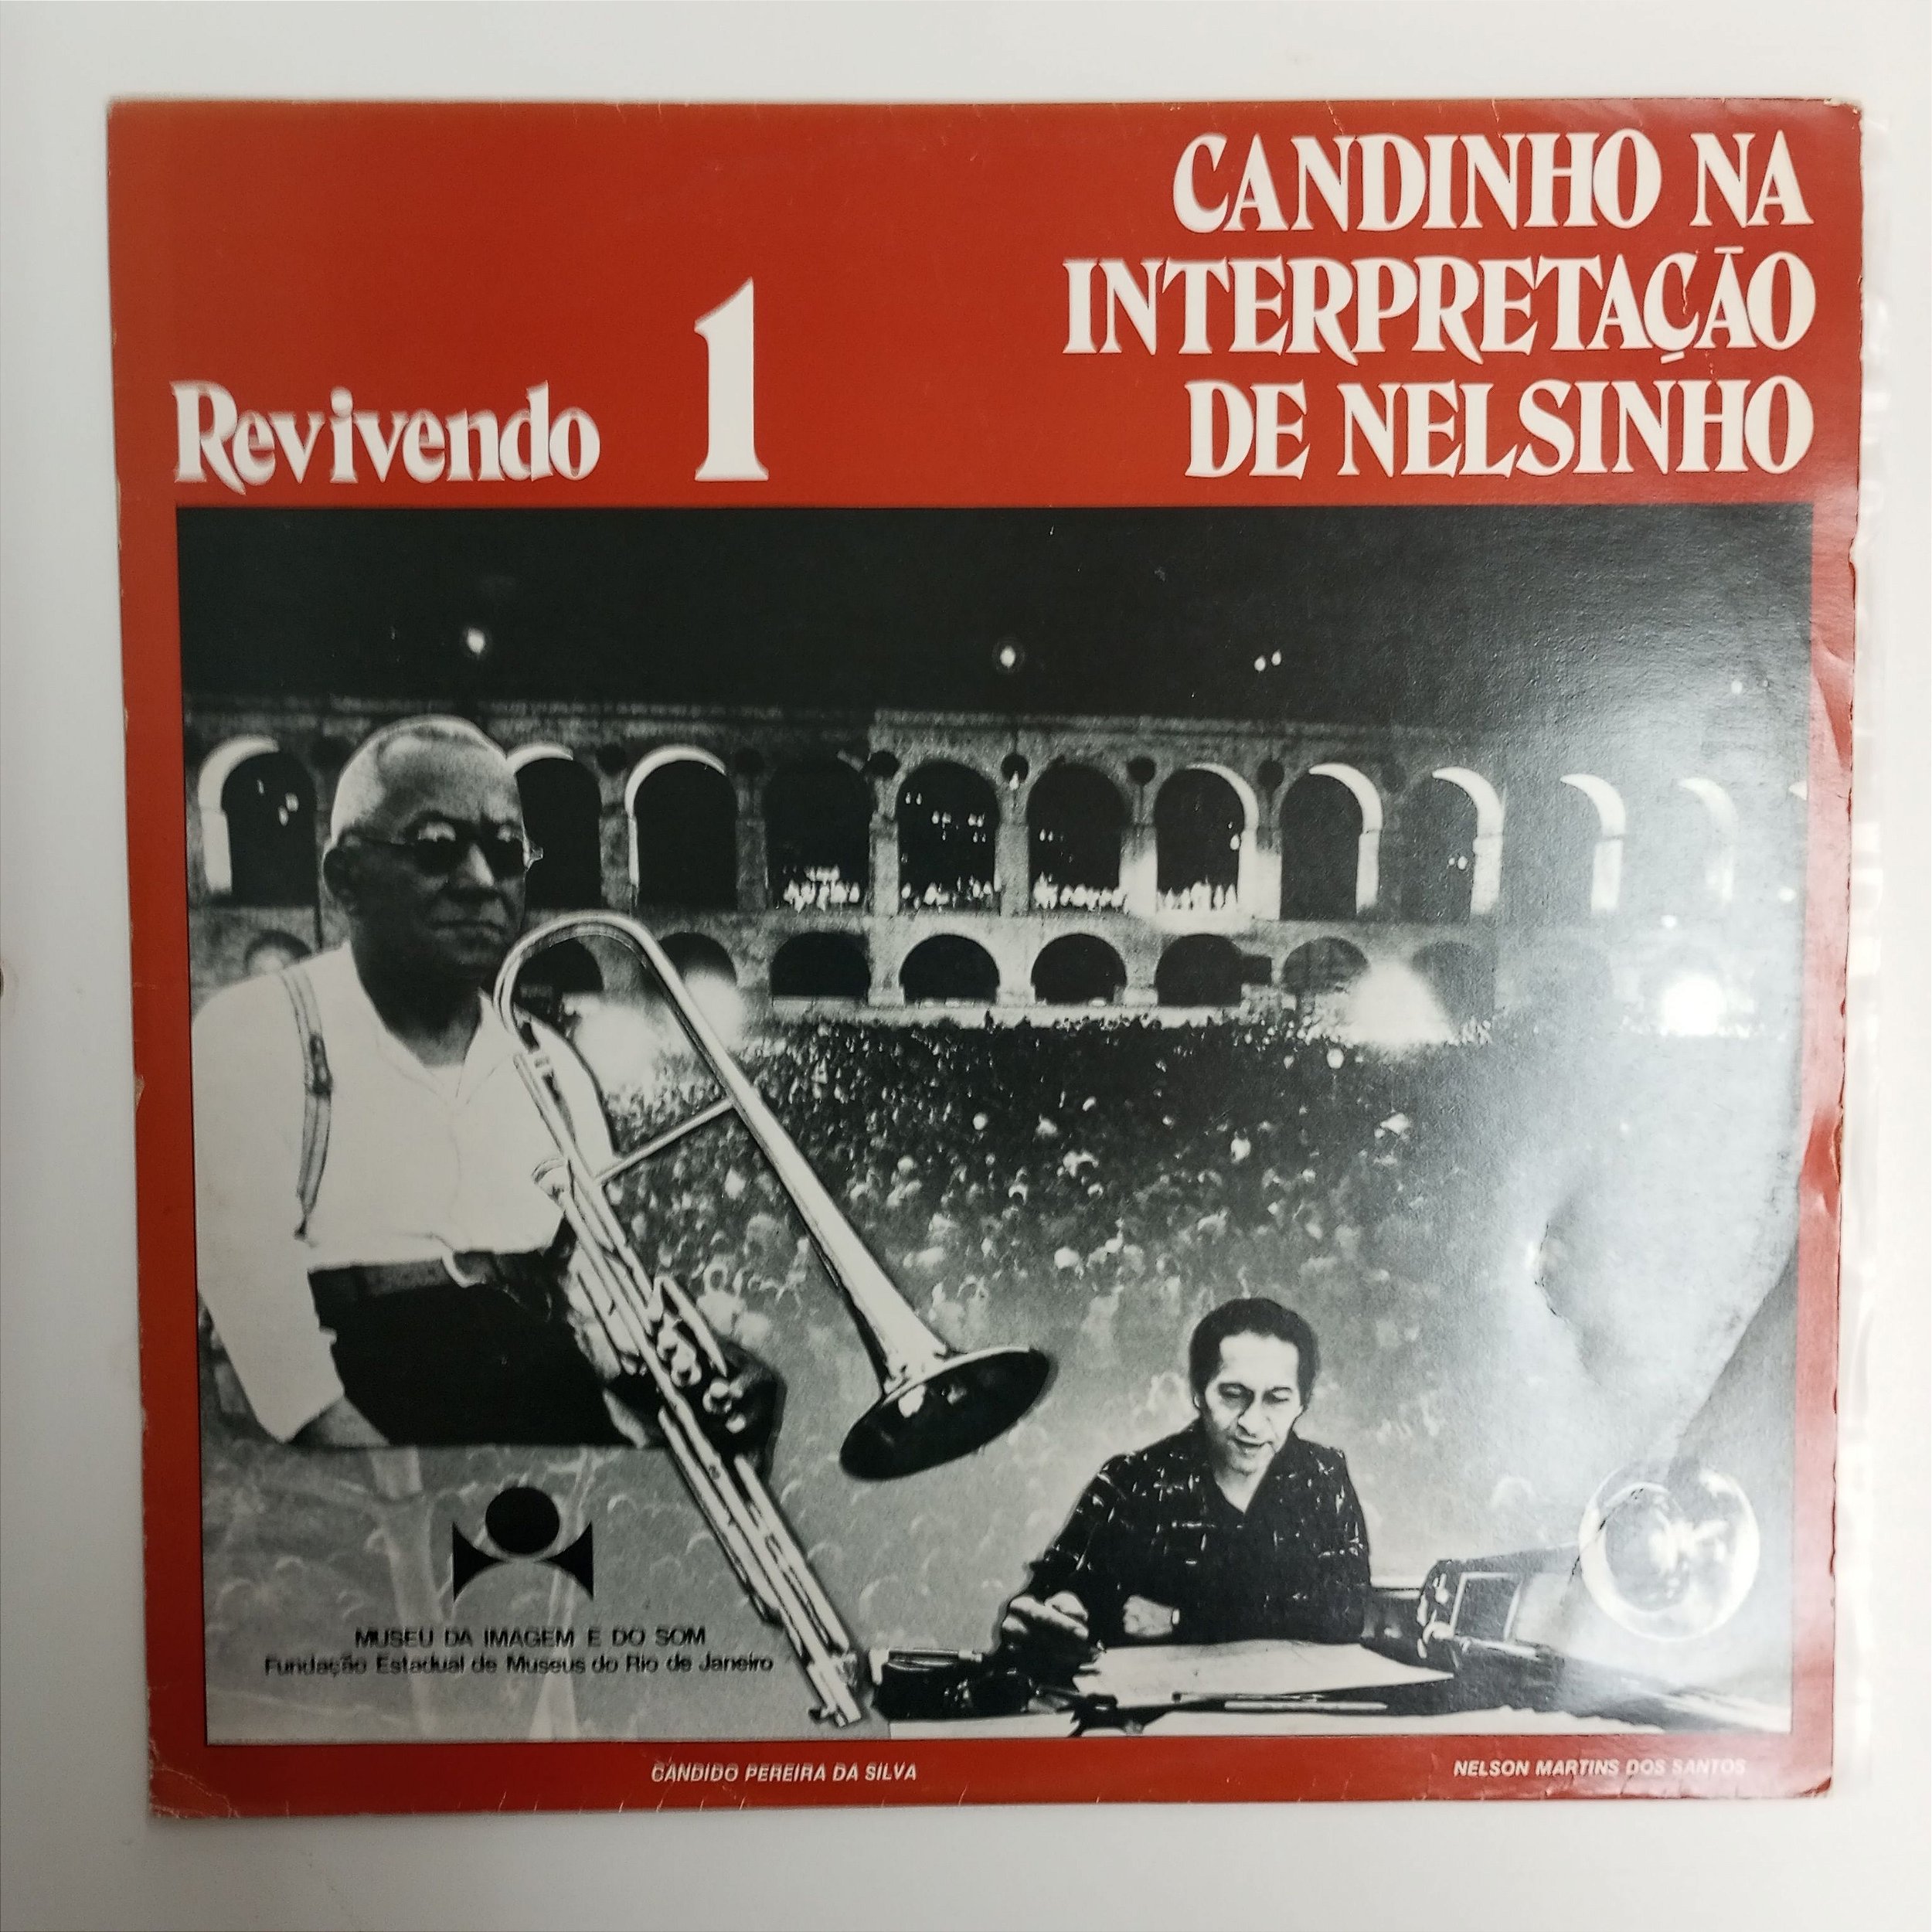 CANDINHO NA
INTERPRETAÇÃO
DE NELSINHO
Revivendo 1
MUSEU DA IMAGEM E DO SOM
Fundação Estadual de Museus do Rio de Janeiro
CANDIDO PEREIRA DA SILVA
NELSON MARTINS DOS SANTOS